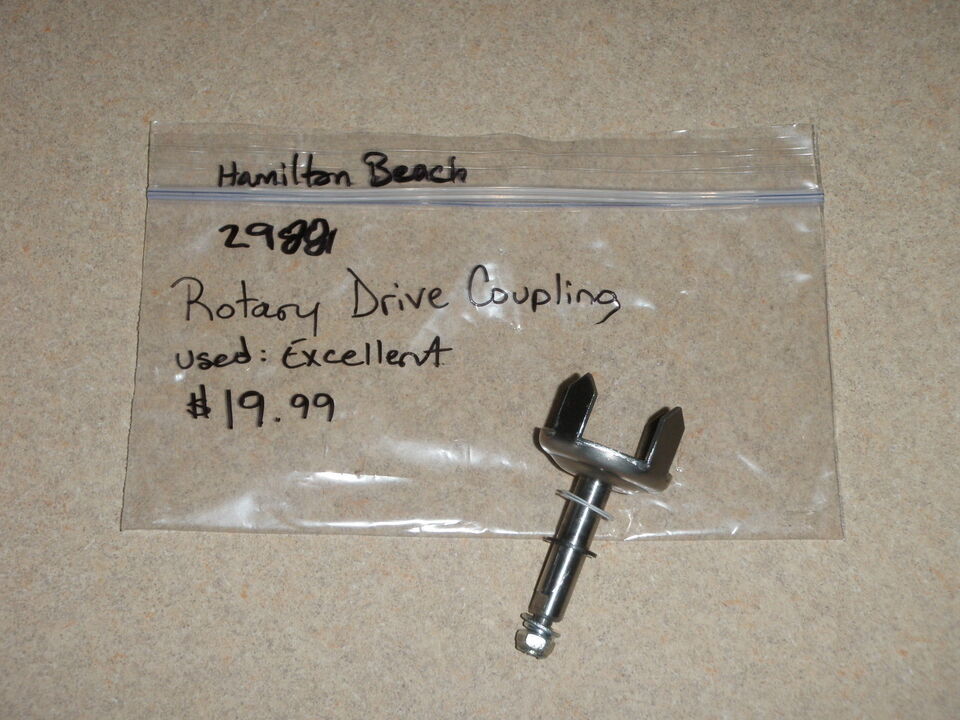 Hamilton Beach
29881
Rotary Drive Coupling
used: Excellent
$19.99